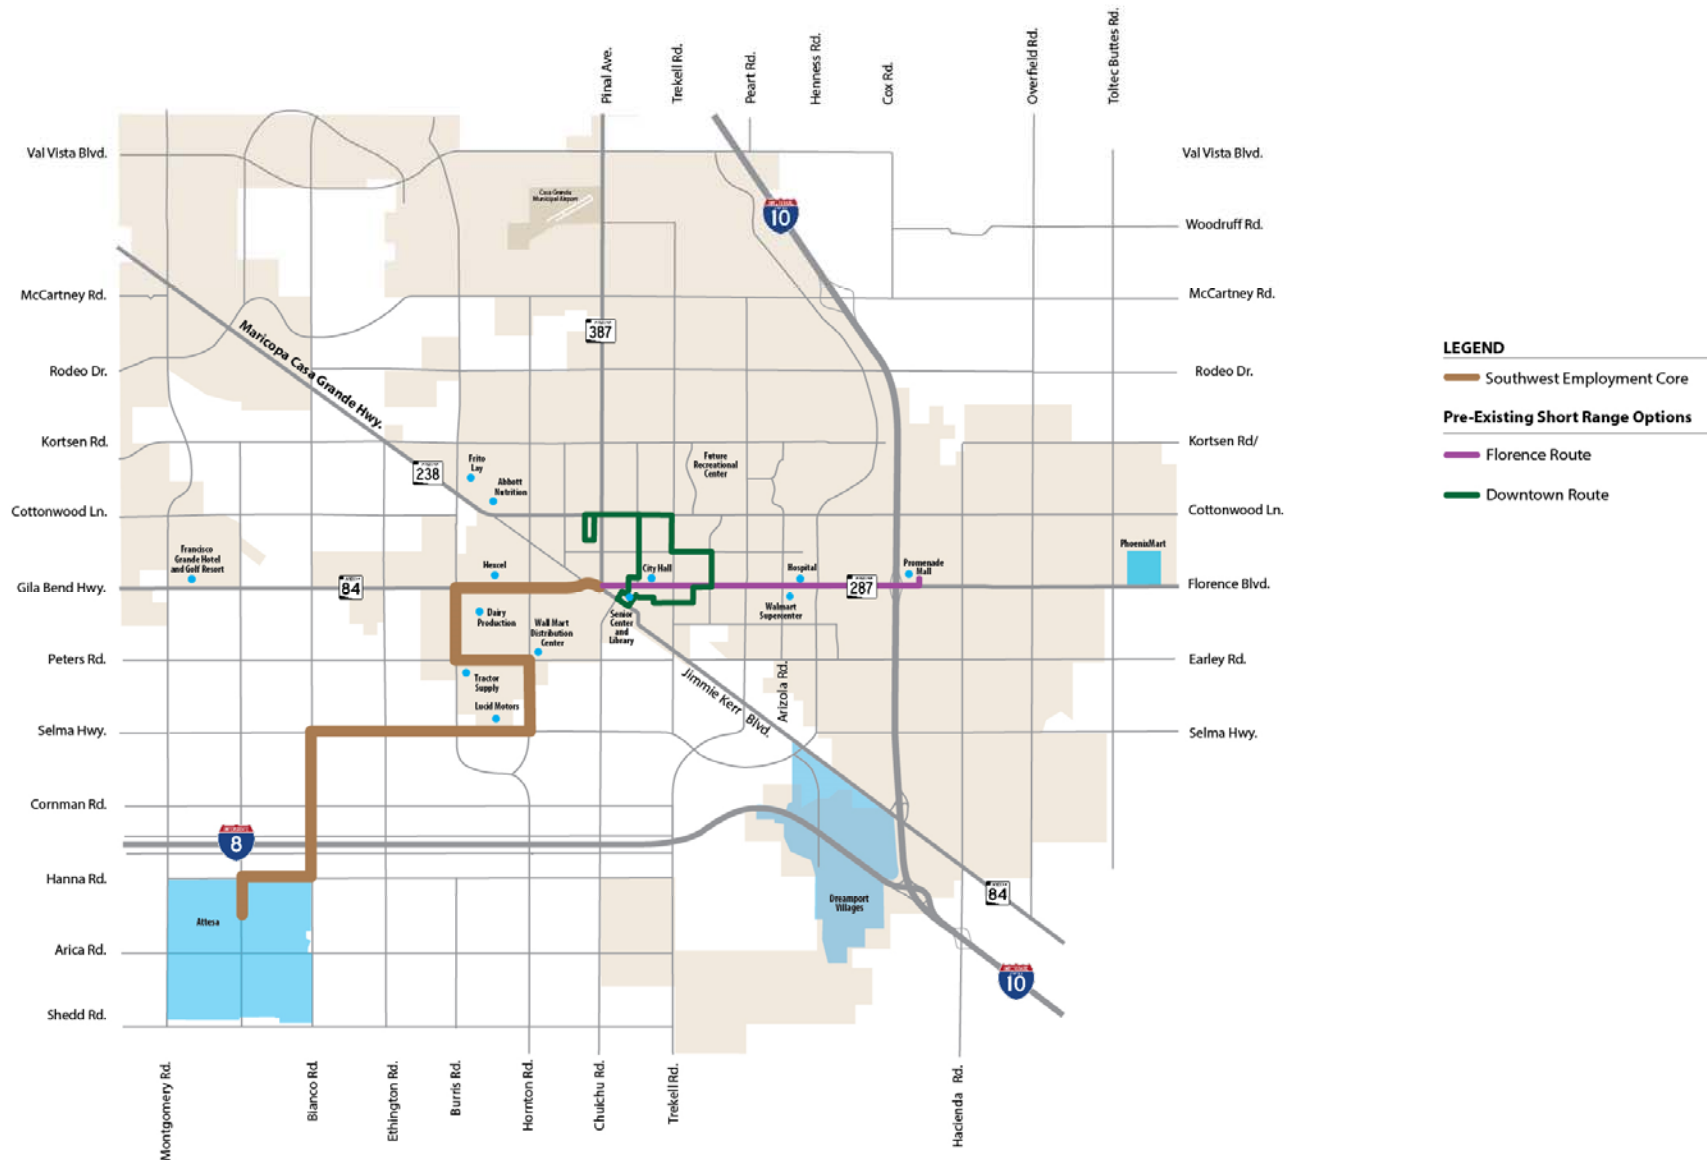 Pinal Ave.
Trekell Rd.
Peart Rd.
Henness Rd.
Cox Rd.
Overfield Rd.
Toltec Buttes Rd.
Val Vista Blvd.
Val Vista Blvd.
Casa Grande
Municipal Airport
10
Woodruff Rd.
McCartney Rd.
McCartney Rd.
Maricopa Casa Grande Hwy.
387
Rodeo Dr.
Rodeo Dr.
LEGEND
Southwest Employment Core
Pre-Existing Short Range Options
Florence Route
Downtown Route
Kortsen Rd.
Kortsen Rd/
238
Frito
Lay
Abbott
Nutrition
Future
Recreational
Center
Cottonwood Ln.
Cottonwood Ln.
Francisco
Grande Hotel
and Golf Resort
PhoenixMart
Hexcel
City Hall
Hospital
Promenade
Mall
Gila Bend Hwy.
84
287
Florence Blvd.
Dairy
Production
Wall Mart
Distribution
Center
Senior
Center
and
Library
Walmart
Supercenter
Peters Rd.
Earley Rd.
Tractor
Supply
Lucid Motors
Jimmie Kerr Blvd.
Arizola Rd.
Selma Hwy.
Selma Hwy.
Cornman Rd.
8
Hanna Rd.
84
Attesa
Dreamport
Villages
Arica Rd.
10
Shedd Rd.
Montgomery Rd.
Bianco Rd.
Ethington Rd.
Burris Rd.
Hornton Rd.
Chuichu Rd.
Trekell Rd.
Hacienda Rd.